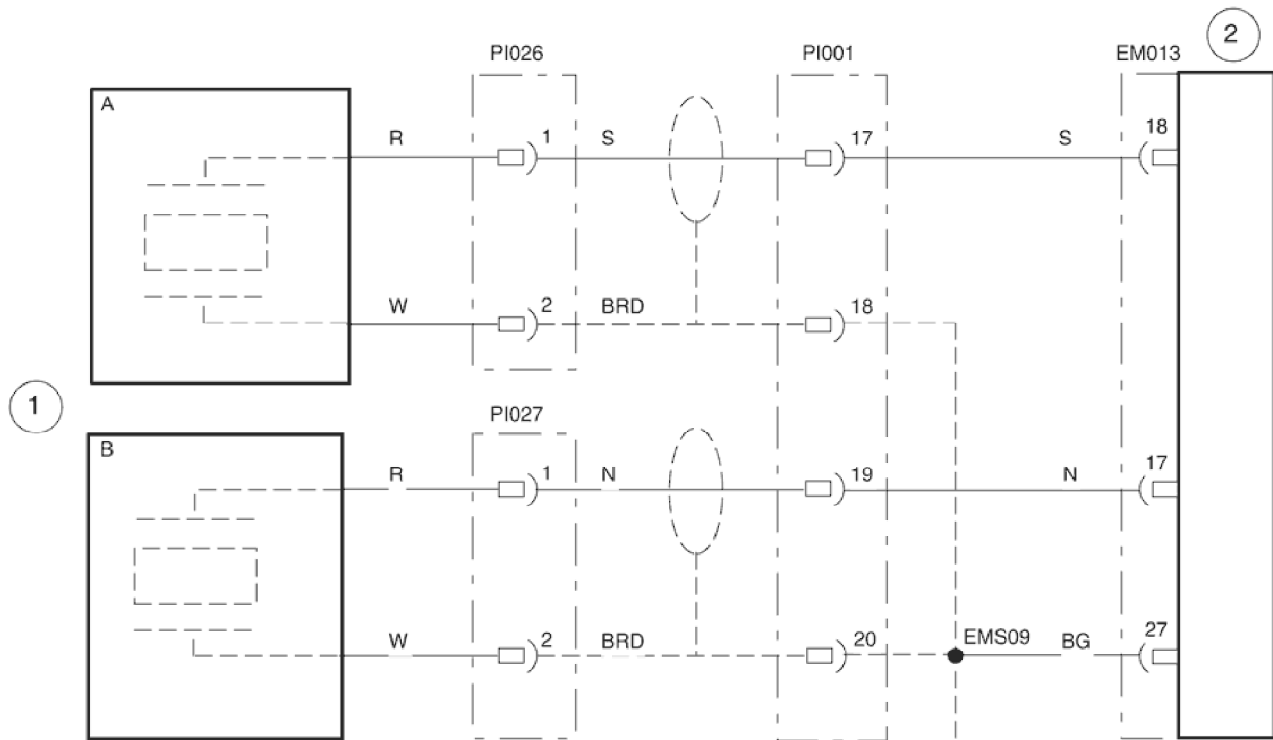 2
PI026 PI001 EM013
A
R 1 S 17 S 18
W 2 BRD 18
1
PI027
B
R 1 N 19 N 17
W 2 BRD 20 EMS09 BG 27